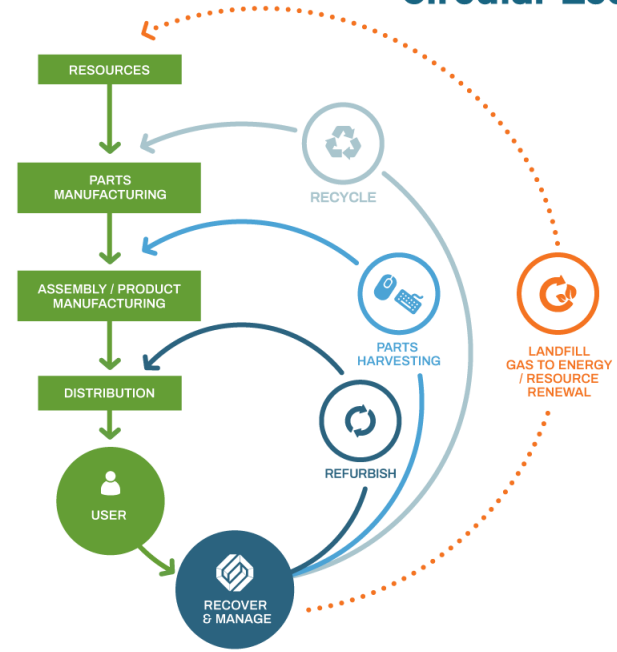 RESOURCES
PARTS
MANUFACTURING
RECYCLE
ASSEMBLY / PRODUCT
MANUFACTURING
PARTS
HARVESTING
LANDFILL
GAS TO ENERGY
/ RESOURCE
RENEWAL
DISTRIBUTION
REFURBISH
USER
RECOVER
& MANAGE